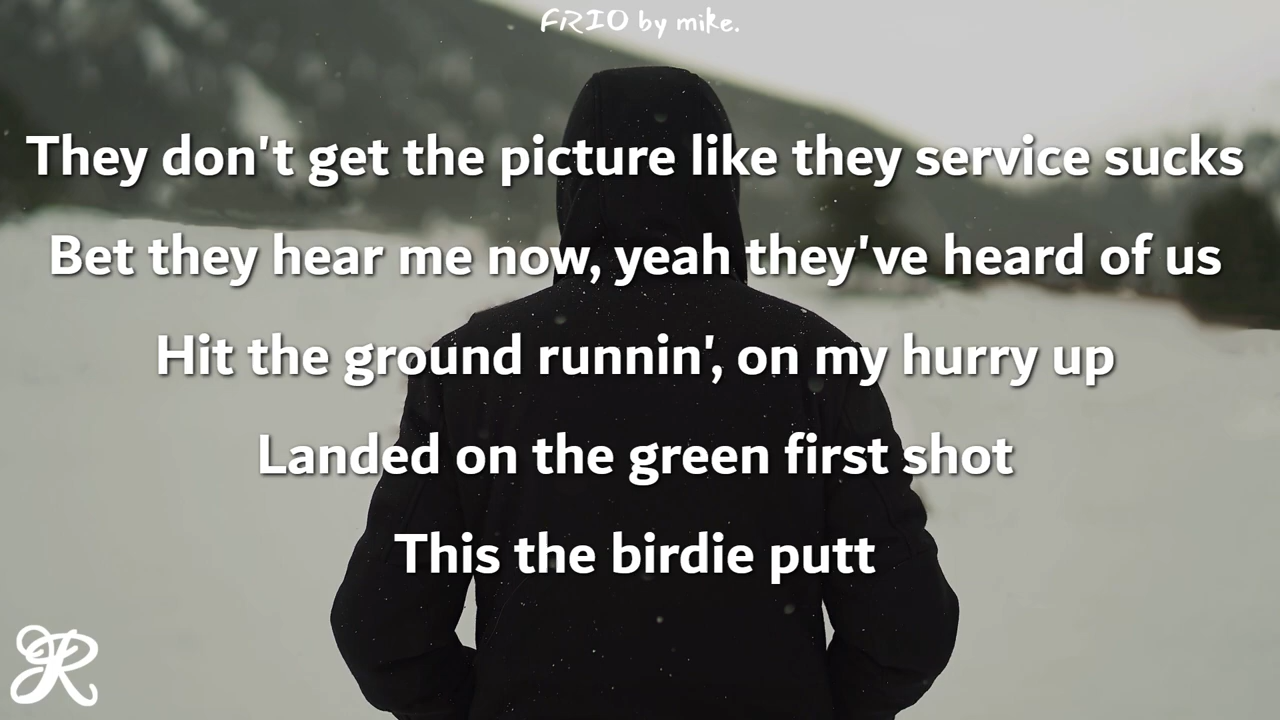 FRIO by mike.
They don't get the picture like they service sucks
Bet they hear me now, yeah they've heard of us
Hit the ground runnin', on my hurry up
Landed on the green first shot
This the birdie putt
R